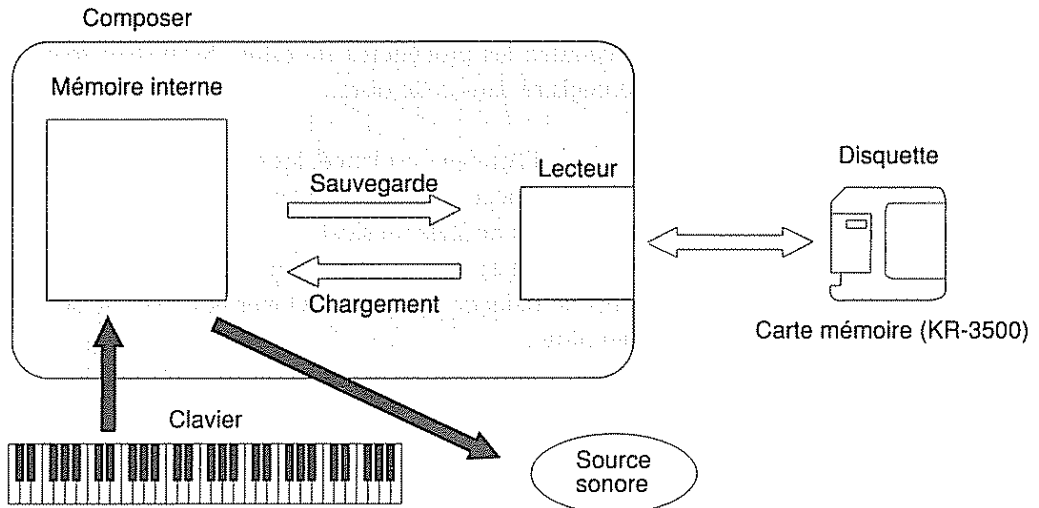 Composer
Mémoire interne
Sauvegarde
Lecteur
Disquette
Chargement
Carte mémoire (KR-3500)
Clavier
Source
sonore